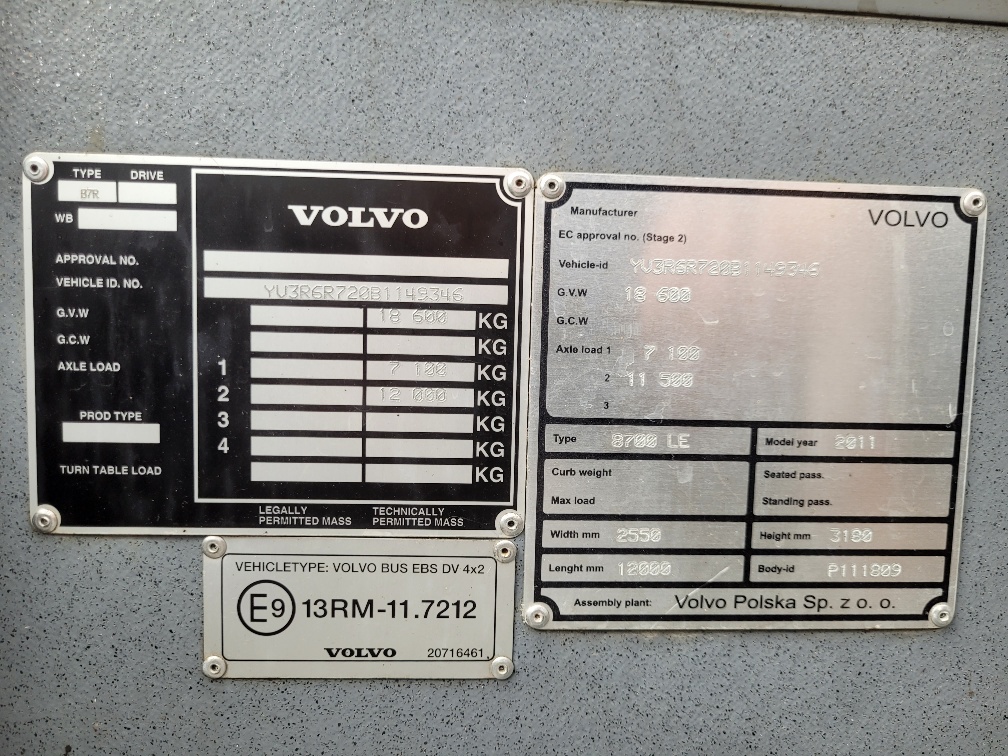 TYPE DRIVE
B7R
WB
VOLVO
APPROVAL NO.
VEHICLE ID. NO. YU3R6R720B1149346
G.V.W 18 600 KG
G.C.W KG
AXLE LOAD 1 7 100 KG
2 12 000 KG
PROD TYPE 3 KG
4 KG
TURN TABLE LOAD KG
LEGALLY PERMITTED MASS TECHNICALLY PERMITTED MASS
VEHICLETYPE: VOLVO BUS EBS DV 4x2
E9 13RM-11.7212
VOLVO 20716461
Manufacturer VOLVO
EC approval no. (Stage 2)
Vehicle-id YU3R6R720B1149346
G.V.W 18 600
G.C.W
Axle load 1 7 100
2 11 500
3
Type 8700 LE Model year 2011
Curb weight Seated pass.
Max load Standing pass.
Width mm 2550 Height mm 3180
Lenght mm 12000 Body-id P111809
Assembly plant: Volvo Polska Sp. z o. o.